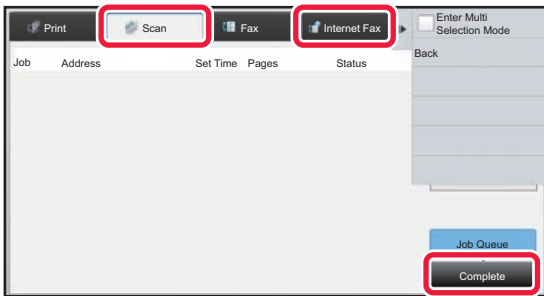 Print Scan Fax Internet Fax
Enter Multi
Selection Mode
Back
Job Address Set Time Pages Status
Job Queue
Complete